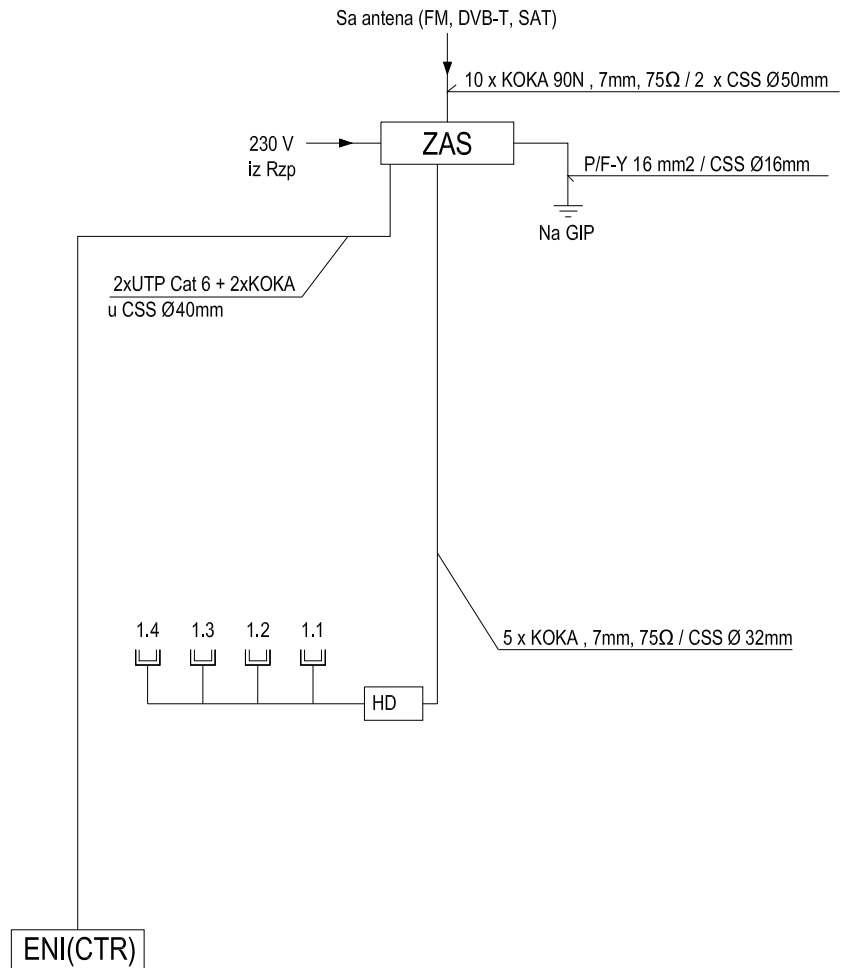 Sa antena (FM, DVB-T, SAT)
10 x KOKA 90N , 7mm, 75Ω / 2 x CSS Ø50mm
230 V
iz Rzp
ZAS
P/F-Y 16 mm2 / CSS Ø16mm
Na GIP
2xUTP Cat 6 + 2xKOKA
u CSS Ø40mm
1.4 1.3 1.2 1.1
5 x KOKA , 7mm, 75Ω / CSS Ø 32mm
HD
ENI(CTR)